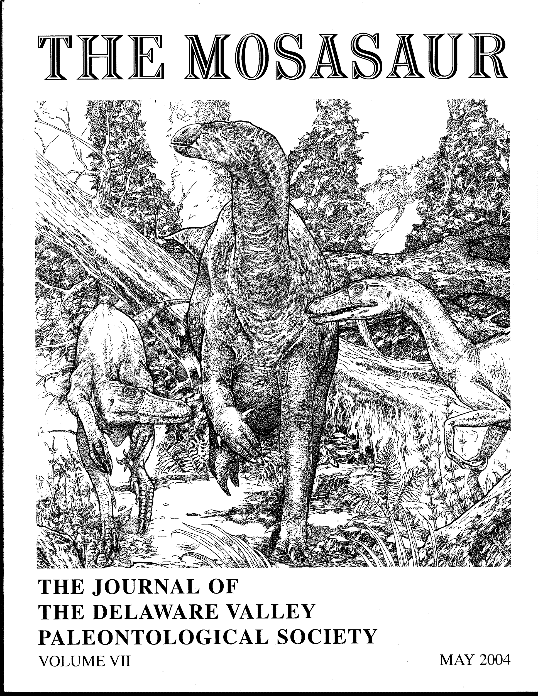 THE MOSASAUR
THE JOURNAL OF
THE DELAWARE VALLEY
PALEONTOLOGICAL SOCIETY
VOLUME VII
MAY 2004